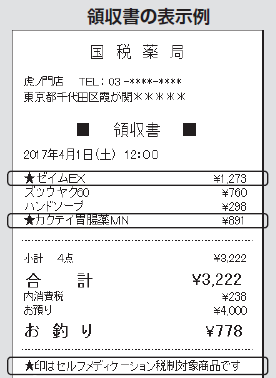 領収書の表示例
国税薬局
虎ノ門店 TEL:03-****-****
東京都千代田区霞が関*****
■ 領収書 ■
2017年4月1日(土) 12:00
★ゼイムEX ¥1,273
ズツウヤク60 ¥760
ハンドソープ ¥298
★カクテイ胃腸薬MN ¥891
小計 4点 ¥3,222
合計 ¥3,222
内消費税 ¥238
お預り ¥4,000
お釣り ¥778
★印はセルフメディケーション税制対象商品です